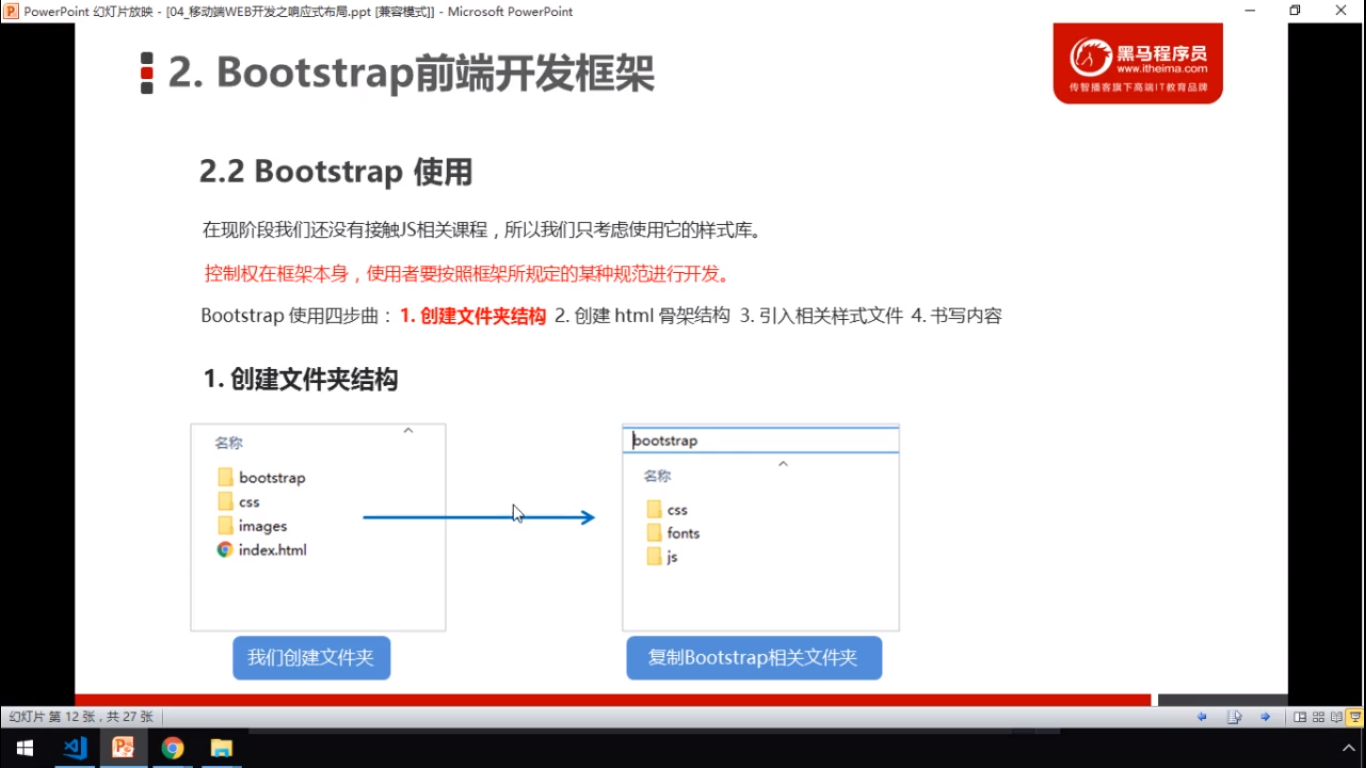 PowerPoint 幻灯片放映 - [04_移动端WEB开发之响应式布局.ppt [兼容模式]] - Microsoft PowerPoint
2. Bootstrap前端开发框架
黑马程序员
www.itheima.com
传智播客旗下高端IT教育品牌
2.2 Bootstrap 使用
在现阶段我们还没有接触JS相关课程，所以我们只考虑使用它的样式库。
控制权在框架本身，使用者要按照框架所规定的某种规范进行开发。
Bootstrap 使用四步曲： 1. 创建文件夹结构 2. 创建 html 骨架结构 3. 引入相关样式文件 4. 书写内容
1. 创建文件夹结构
名称
bootstrap
css
images
index.html
我们创建文件夹
bootstrap
名称
css
fonts
js
复制Bootstrap相关文件夹
幻灯片 第 12 张，共 27 张